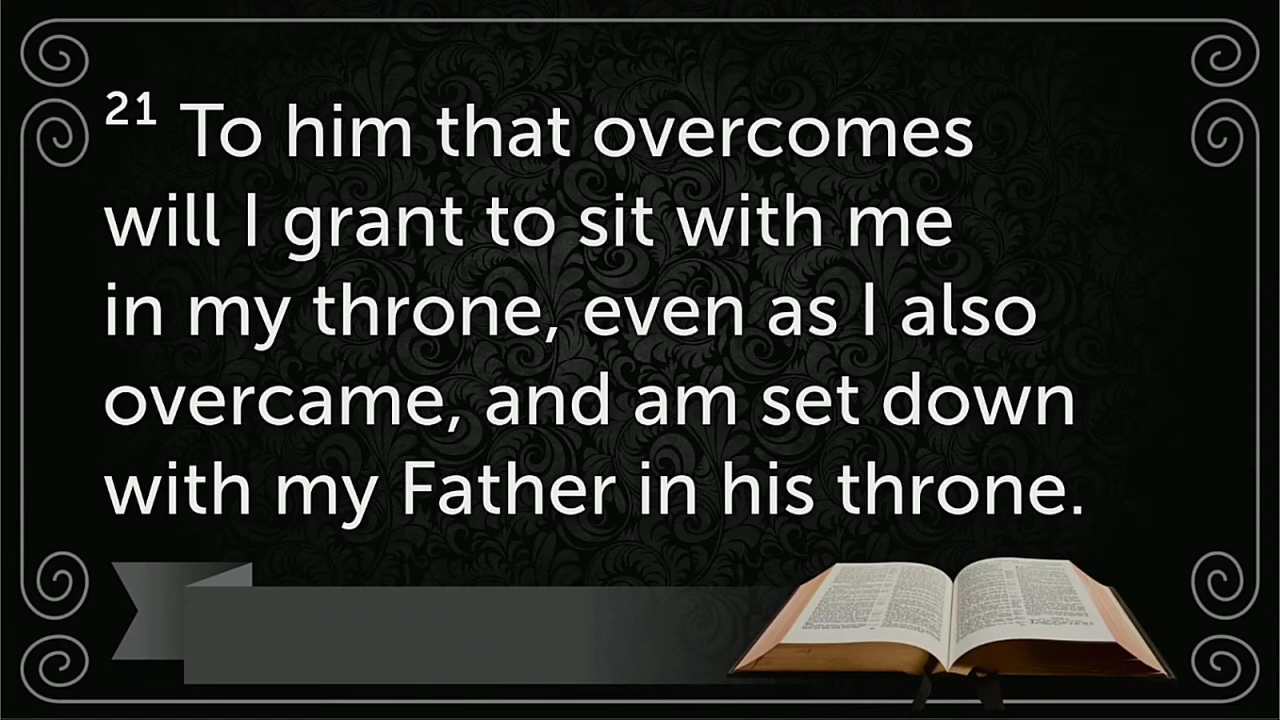 21 To him that overcomes
will I grant to sit with me
in my throne, even as I also
overcame, and am set down
with my Father in his throne.